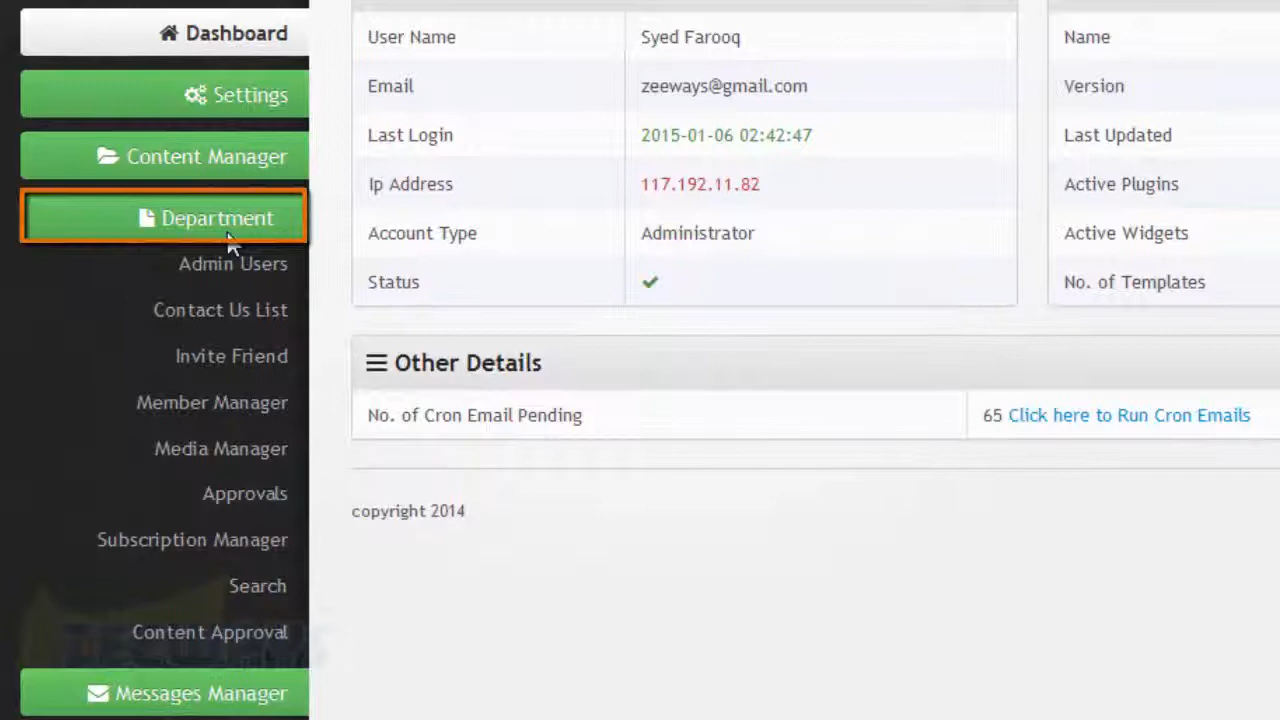 Dashboard
Settings
Content Manager
Department
Admin Users
Contact Us List
Invite Friend
Member Manager
Media Manager
Approvals
Subscription Manager
Search
Content Approval
Messages Manager
User Name Syed Farooq
Email zeeways@gmail.com
Last Login 2015-01-06 02:42:47
Ip Address 117.192.11.82
Account Type Administrator
Status
Name
Version
Last Updated
Active Plugins
Active Widgets
No. of Templates
Other Details
No. of Cron Email Pending 65 Click here to Run Cron Emails
copyright 2014